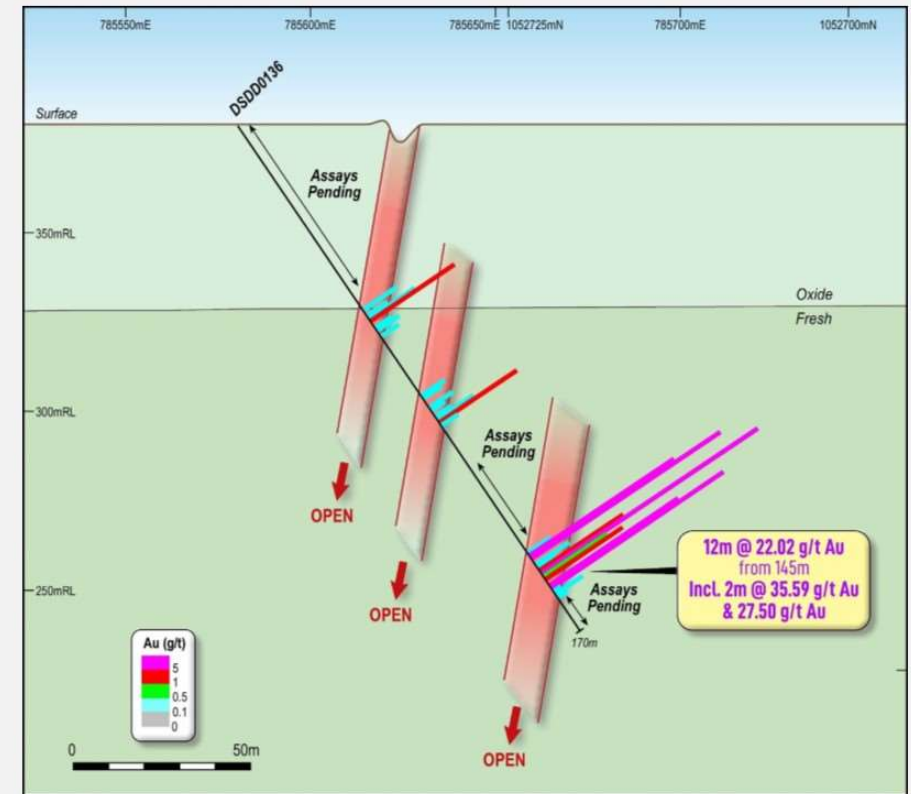 785550mE
785600mE
785650mE
1052725mN
785700mE
1052700mN
DSDD0136
Surface
Assays
Pending
350mRL
Oxide
Fresh
300mRL
Assays
Pending
OPEN
12m @ 22.02 g/t Au
from 145m
Incl. 2m @ 35.59 g/t Au
& 27.50 g/t Au
250mRL
Assays
Pending
OPEN
170m
Au (g/t)
5
1
0.5
0.1
0
0
50m
OPEN